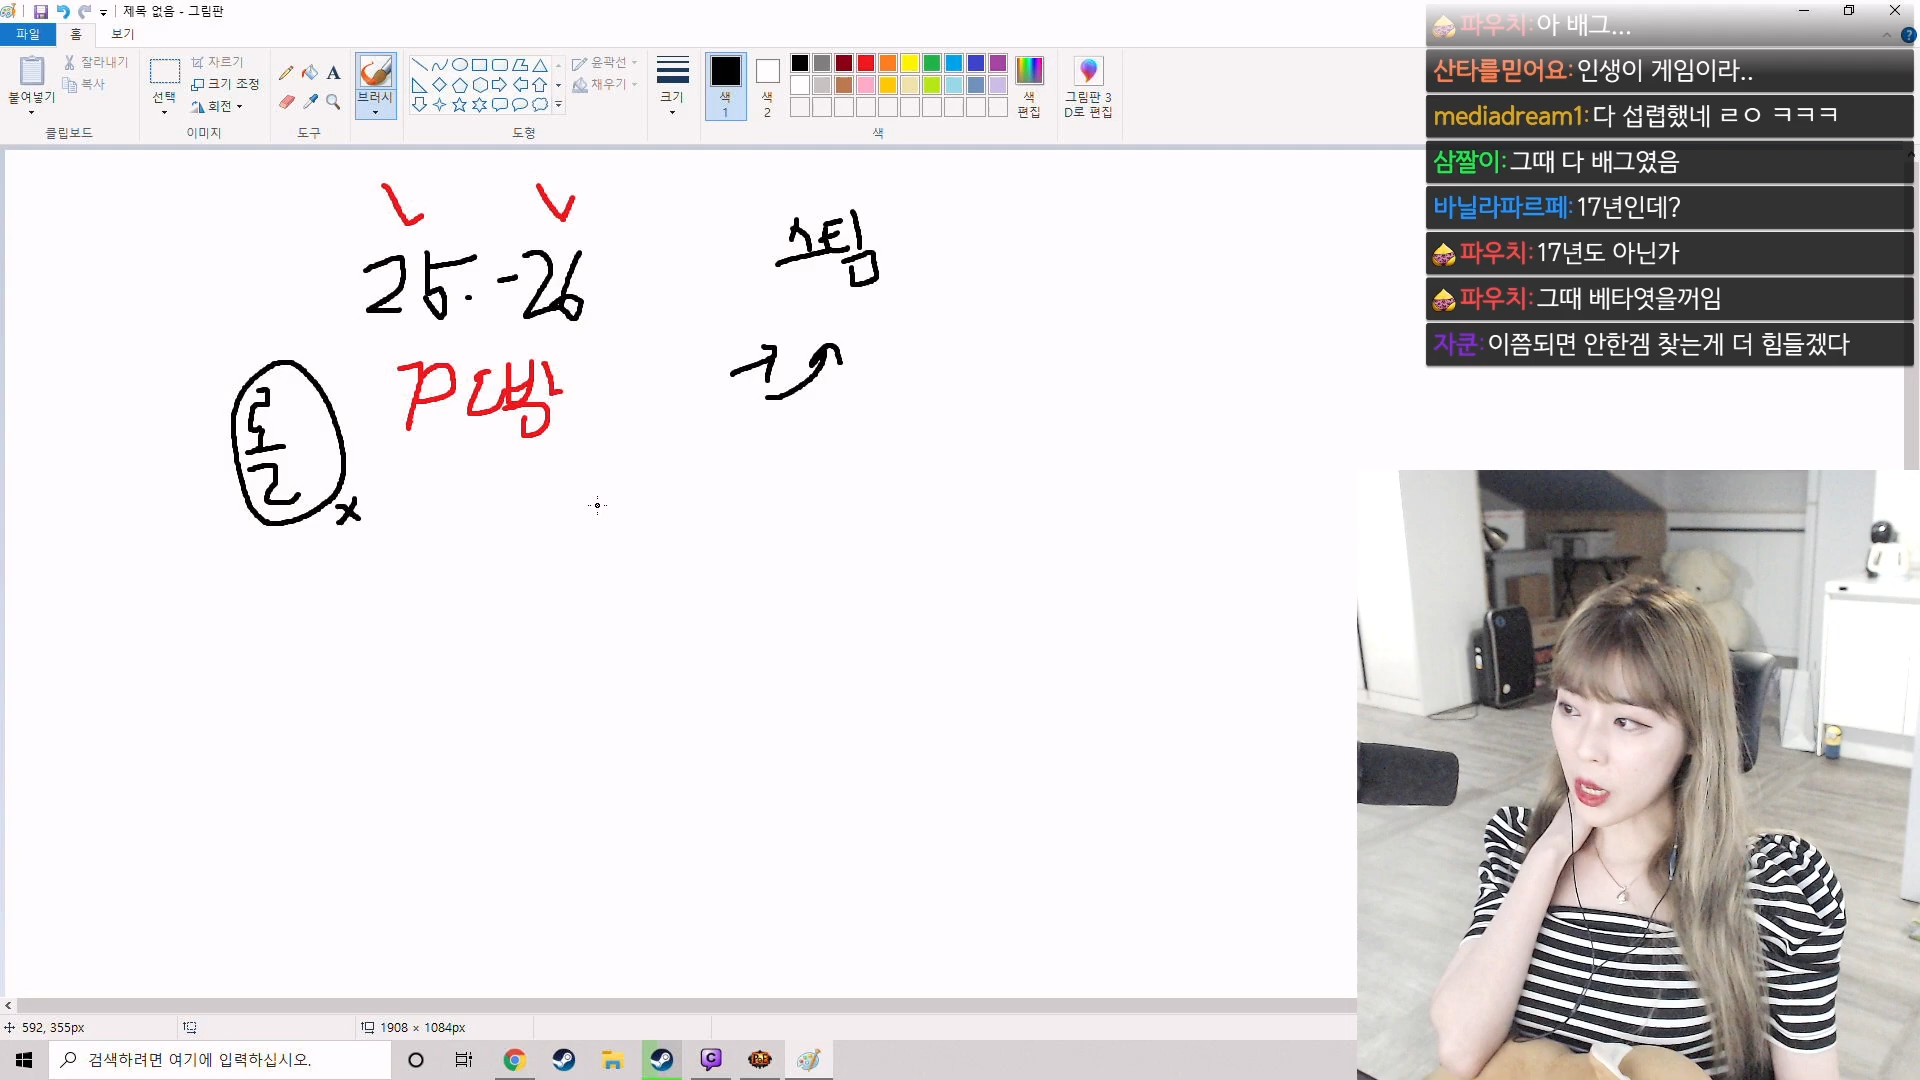 제목 없음 - 그림판
파일 홈 보기
붙여넣기
잘라내기
복사
클립보드
선택
자르기
크기 조정
회전
이미지
A
도구
브러시
도형
윤곽선
채우기
크기
색 1
색 2
색
색 편집
그림판 3D로 편집
25. -26
스팀
PC방
롤
x
파우치: 아 배그...
산타를믿어요: 인생이 게임이라..
mediadream1: 다 섭렵했네 ㄹㅇ ㅋㅋㅋ
삼짤이: 그때 다 배그였음
바닐라파르페: 17년인데?
파우치: 17년도 아닌가
파우치: 그때 베타엿을꺼임
자쿤: 이쯤되면 안한겜 찾는게 더 힘들겠다
592, 355px
1908 × 1084px
검색하려면 여기에 입력하십시오.